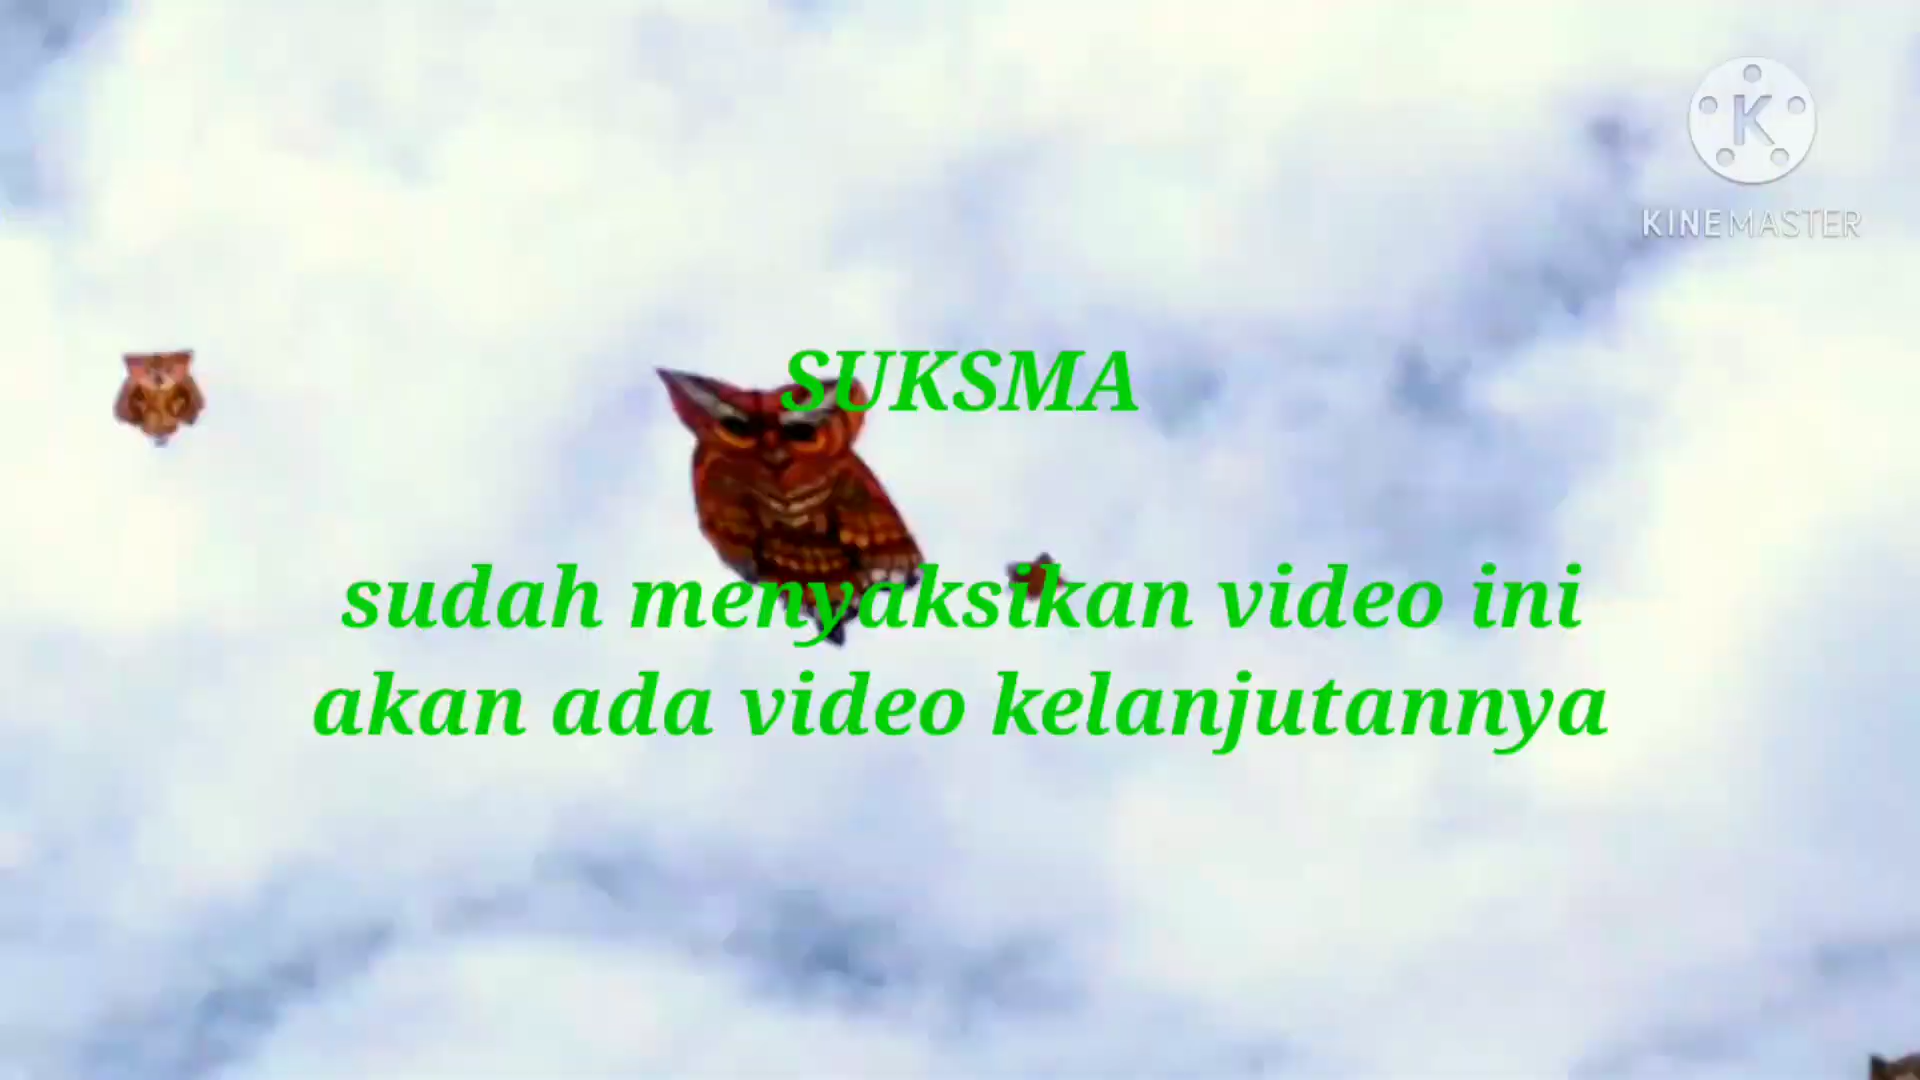 K
KINEMASTER
SUKSMA
sudah menyaksikan video ini
akan ada video kelanjutannya